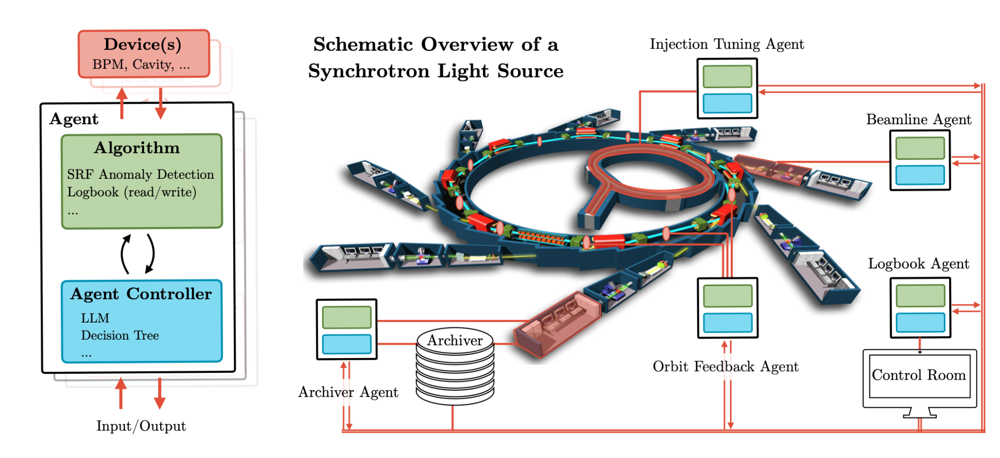 Device(s)
BPM, Cavity, ...
BPM, Cavity, ...
Agent
Algorithm
SRF Anomaly Detection
Logbook (read/write)
...
Agent Controller
LLM
Decision Tree
...
Input/Output
Schematic Overview of a
Synchrotron Light Source
Injection Tuning Agent
Beamline Agent
Logbook Agent
Control Room
Orbit Feedback Agent
Archiver
Archiver Agent